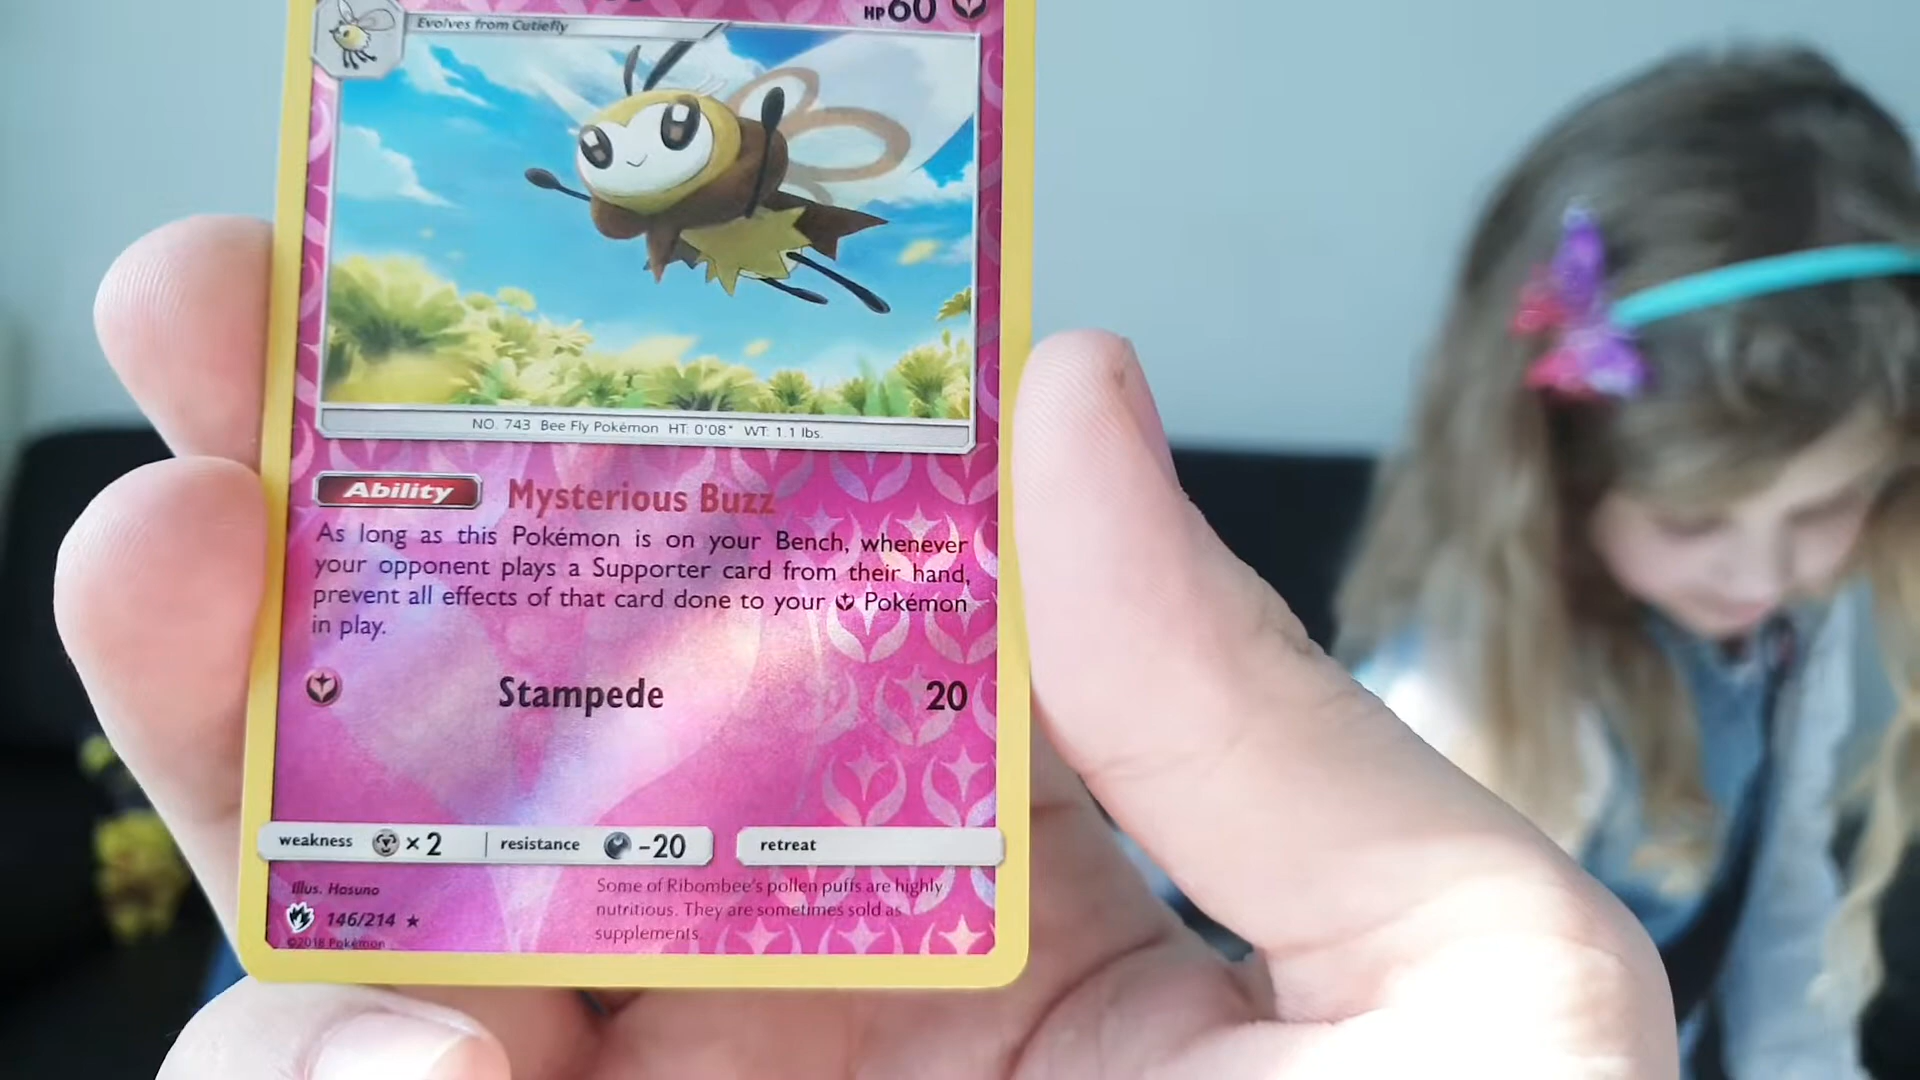 HP60
Evolves from Cutiefly
NO. 743 Bee Fly Pokémon HT: 0'08" WT: 1.1 lbs.
Ability Mysterious Buzz
As long as this Pokémon is on your Bench, whenever
your opponent plays a Supporter card from their hand,
prevent all effects of that card done to your Pokémon
in play.
Stampede 20
weakness ×2 resistance -20 retreat
Illus. Hasuno
146/214 ★
©2018 Pokémon
Some of Ribombee's pollen puffs are highly
nutritious. They are sometimes sold as
supplements.